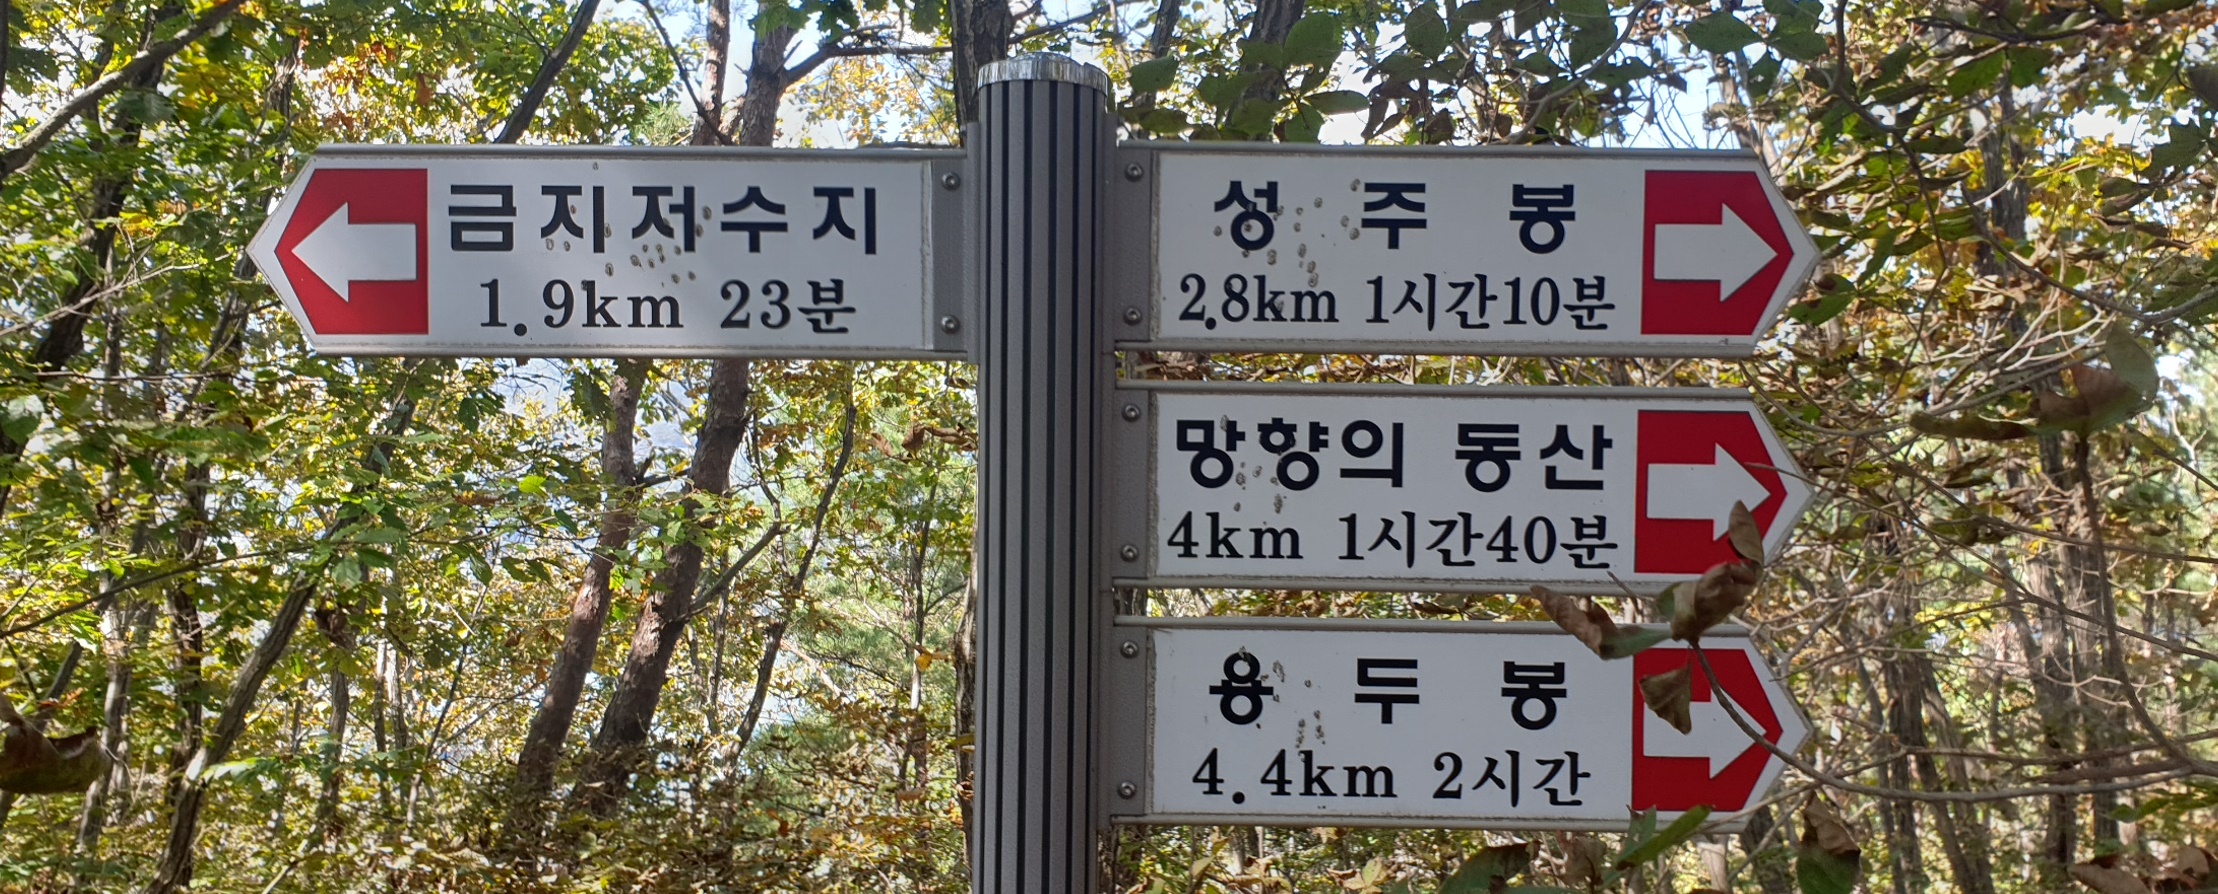 금지저수지
1.9km 23분
성 주 봉
2.8km 1시간10분
망향의 동산
4km 1시간40분
용 두 봉
4.4km 2시간